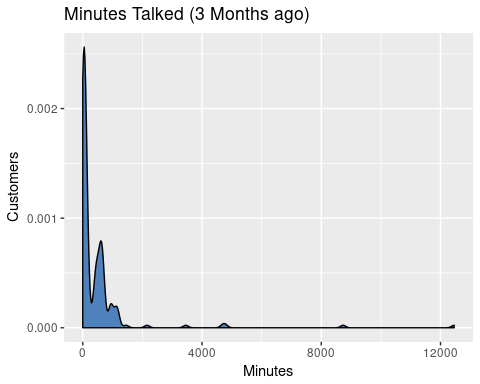 Minutes Talked (3 Months ago)
0.002
0.001
0.000
Customers
0 4000 8000 12000
Minutes